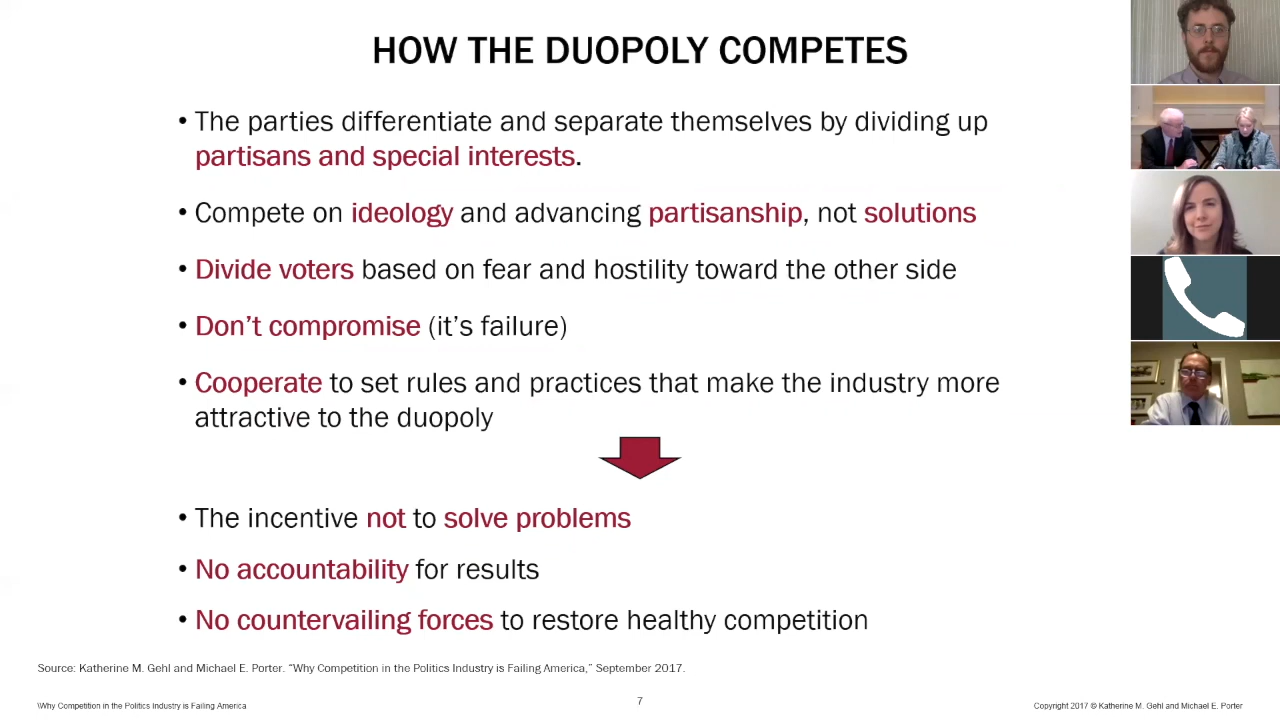 HOW THE DUOPOLY COMPETES
• The parties differentiate and separate themselves by dividing up
partisans and special interests.
• Compete on ideology and advancing partisanship, not solutions
• Divide voters based on fear and hostility toward the other side
• Don't compromise (it's failure)
• Cooperate to set rules and practices that make the industry more
attractive to the duopoly
• The incentive not to solve problems
• No accountability for results
• No countervailing forces to restore healthy competition
Source: Katherine M. Gehl and Michael E. Porter. “Why Competition in the Politics Industry is Failing America,” September 2017.
\Why Competition in the Politics Industry is Failing America
7
Copyright 2017 © Katherine M. Gehl and Michael E. Porter